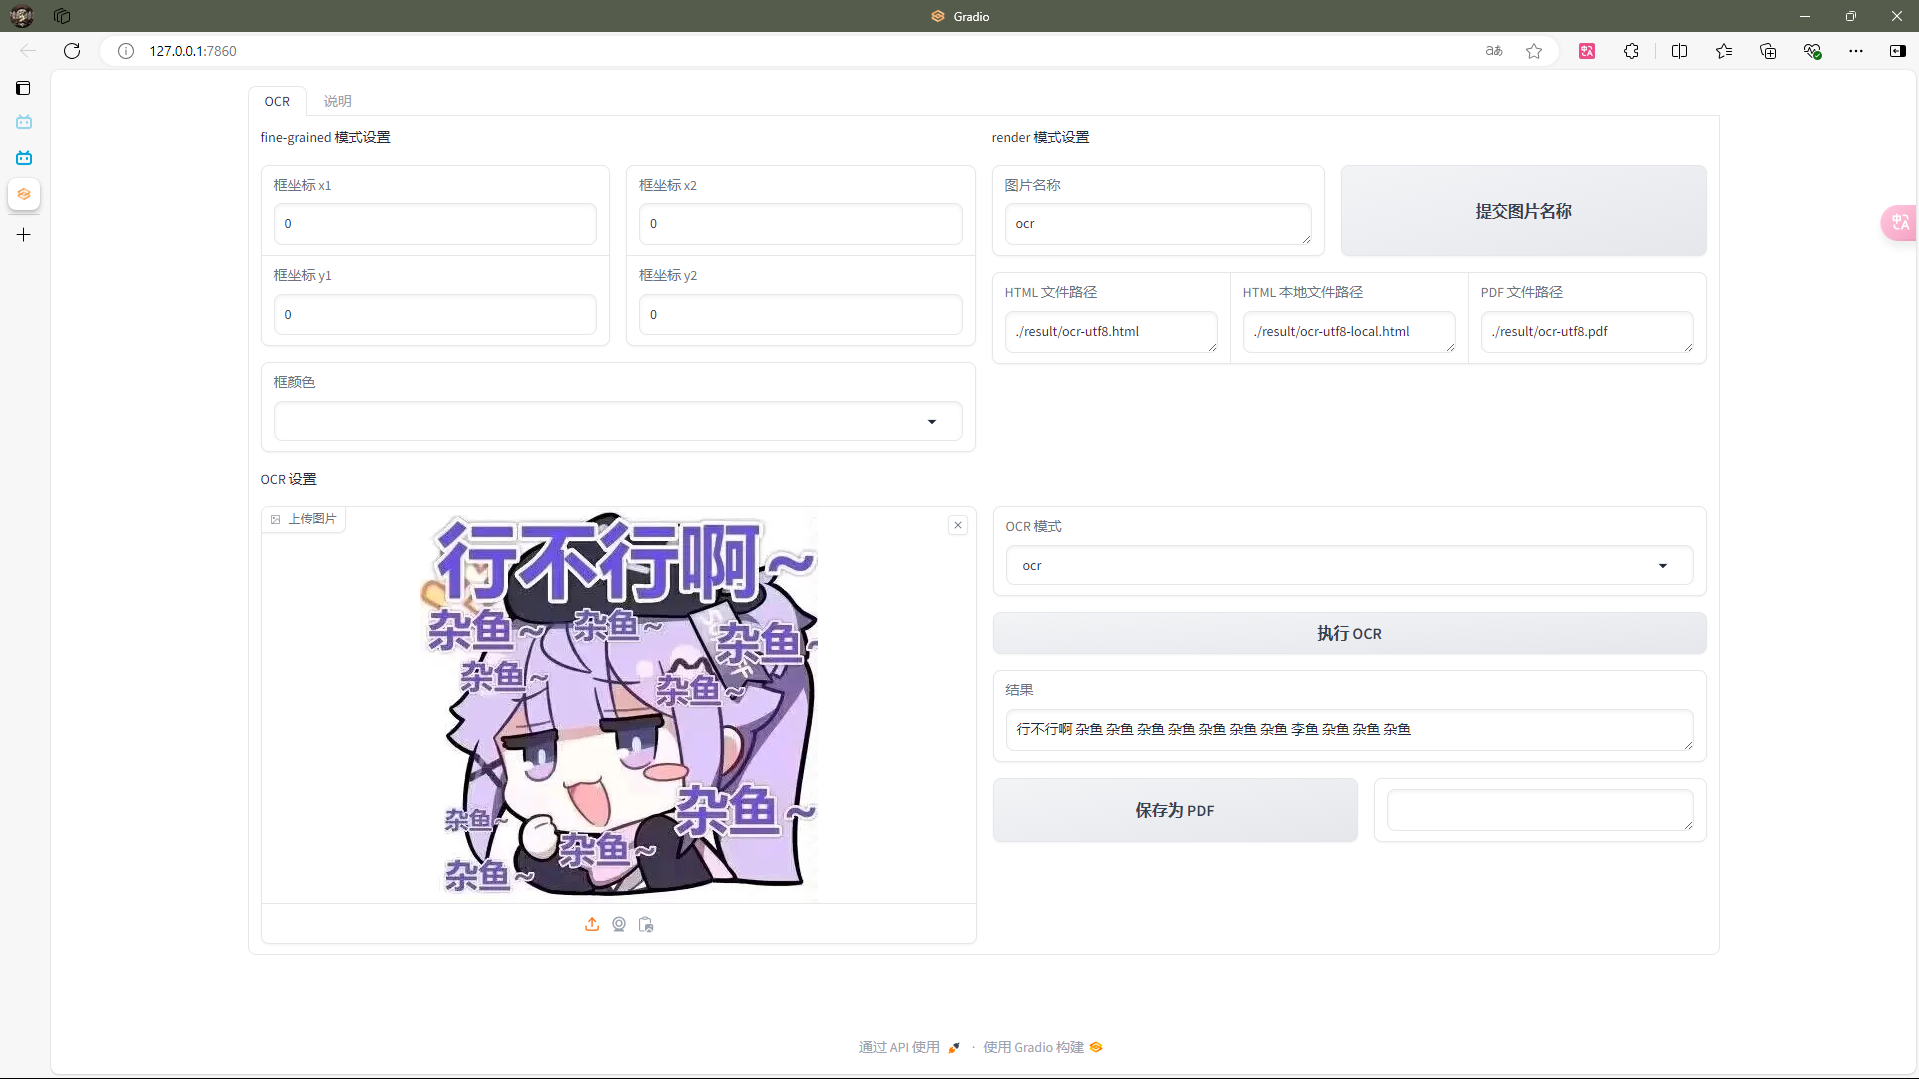 Gradio
127.0.0.1:7860
OCR
说明
fine-grained 模式设置
render 模式设置
框坐标 x1
0
框坐标 x2
0
框坐标 y1
0
框坐标 y2
0
图片名称
ocr
提交图片名称
HTML 文件路径
./result/ocr-utf8.html
HTML 本地文件路径
./result/ocr-utf8-local.html
PDF 文件路径
./result/ocr-utf8.pdf
框颜色
OCR 设置
上传图片
行不行啊~
杂鱼~
杂鱼~
杂鱼~
杂鱼~
杂鱼~
杂鱼~
杂鱼~
杂鱼~
杂鱼~
OCR 模式
ocr
执行 OCR
结果
行不行啊 杂鱼 杂鱼 杂鱼 杂鱼 杂鱼 杂鱼 杂鱼 李鱼 杂鱼 杂鱼 杂鱼
保存为 PDF
通过 API 使用 · 使用 Gradio 构建